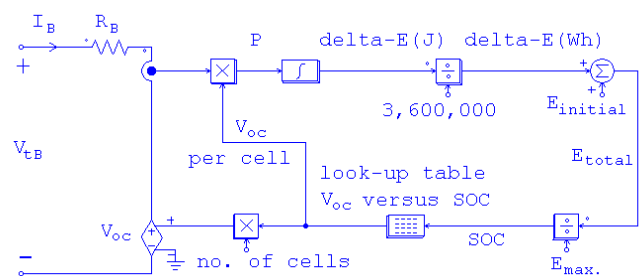 I_B R_B
P delta-E(J) delta-E(Wh)
+
3,600,000
E_initial
V_oc
per cell
V_tB
E_total
look-up table
V_oc versus SOC
V_oc
SOC
no. of cells
E_max.
−